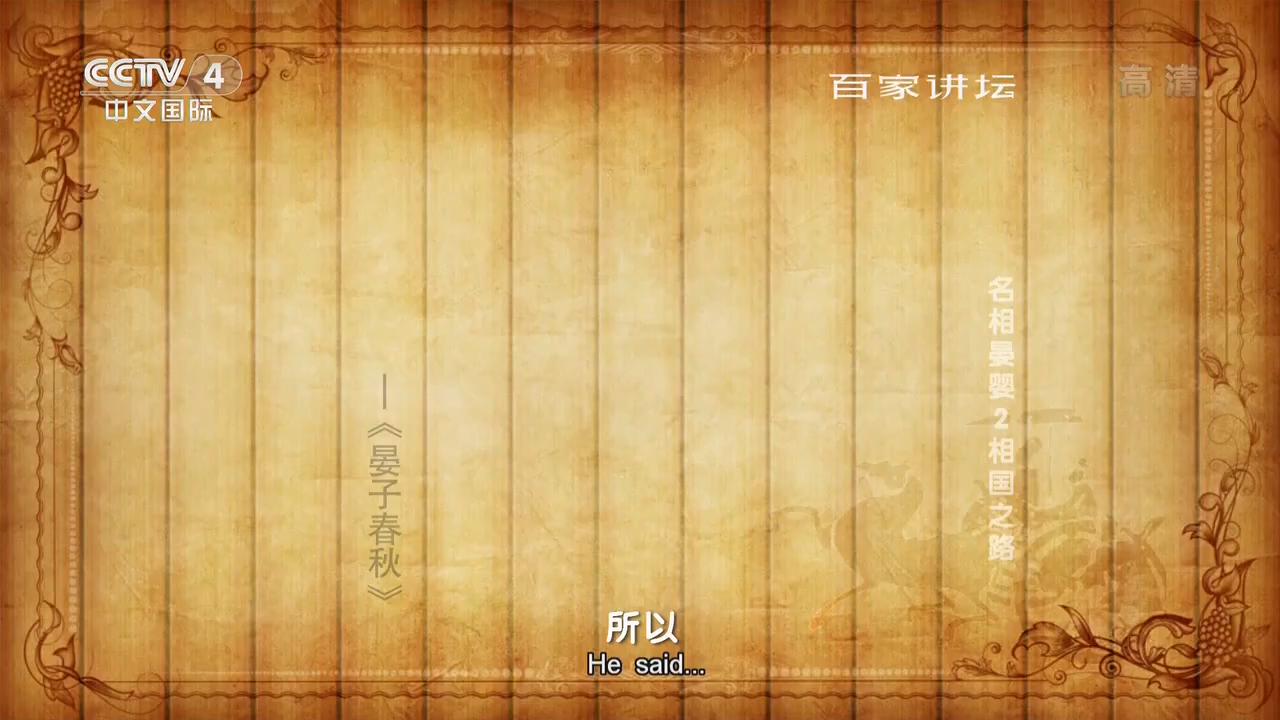 CCTV 4
中文国际
百家讲坛
高清
名相晏婴2相国之路
—《晏子春秋》
所以
He said...